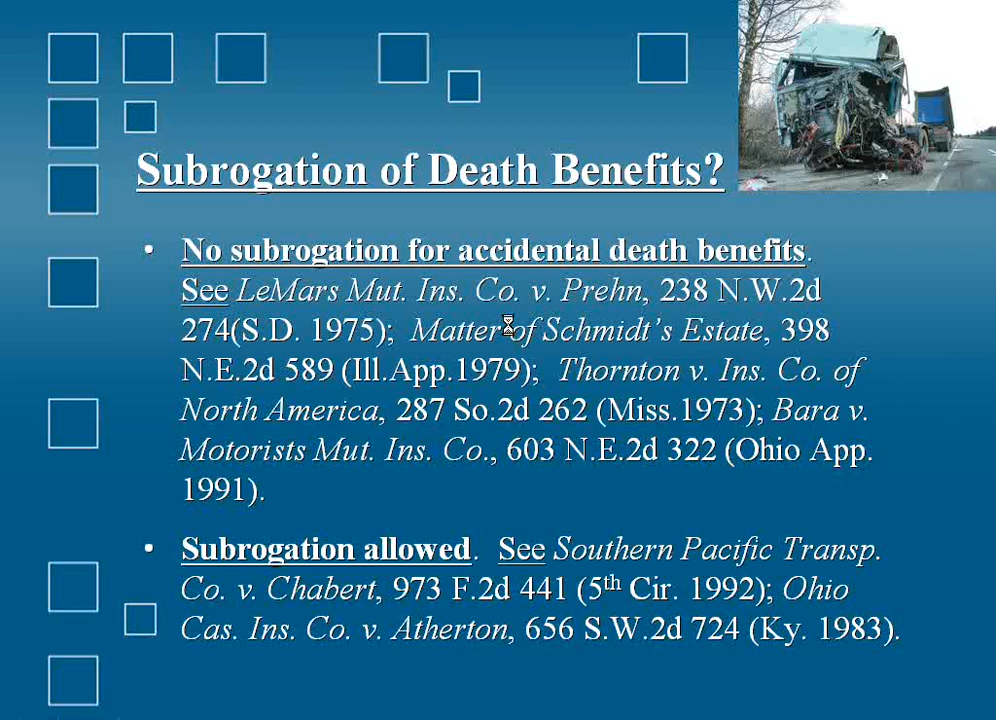 Subrogation of Death Benefits?
• No subrogation for accidental death benefits.
See LeMars Mut. Ins. Co. v. Prehn, 238 N.W.2d
274(S.D. 1975); Matter of Schmidt's Estate, 398
N.E.2d 589 (Ill.App.1979); Thornton v. Ins. Co. of
North America, 287 So.2d 262 (Miss.1973); Bara v.
Motorists Mut. Ins. Co., 603 N.E.2d 322 (Ohio App.
1991).
• Subrogation allowed. See Southern Pacific Transp.
Co. v. Chabert, 973 F.2d 441 (5th Cir. 1992); Ohio
Cas. Ins. Co. v. Atherton, 656 S.W.2d 724 (Ky. 1983).